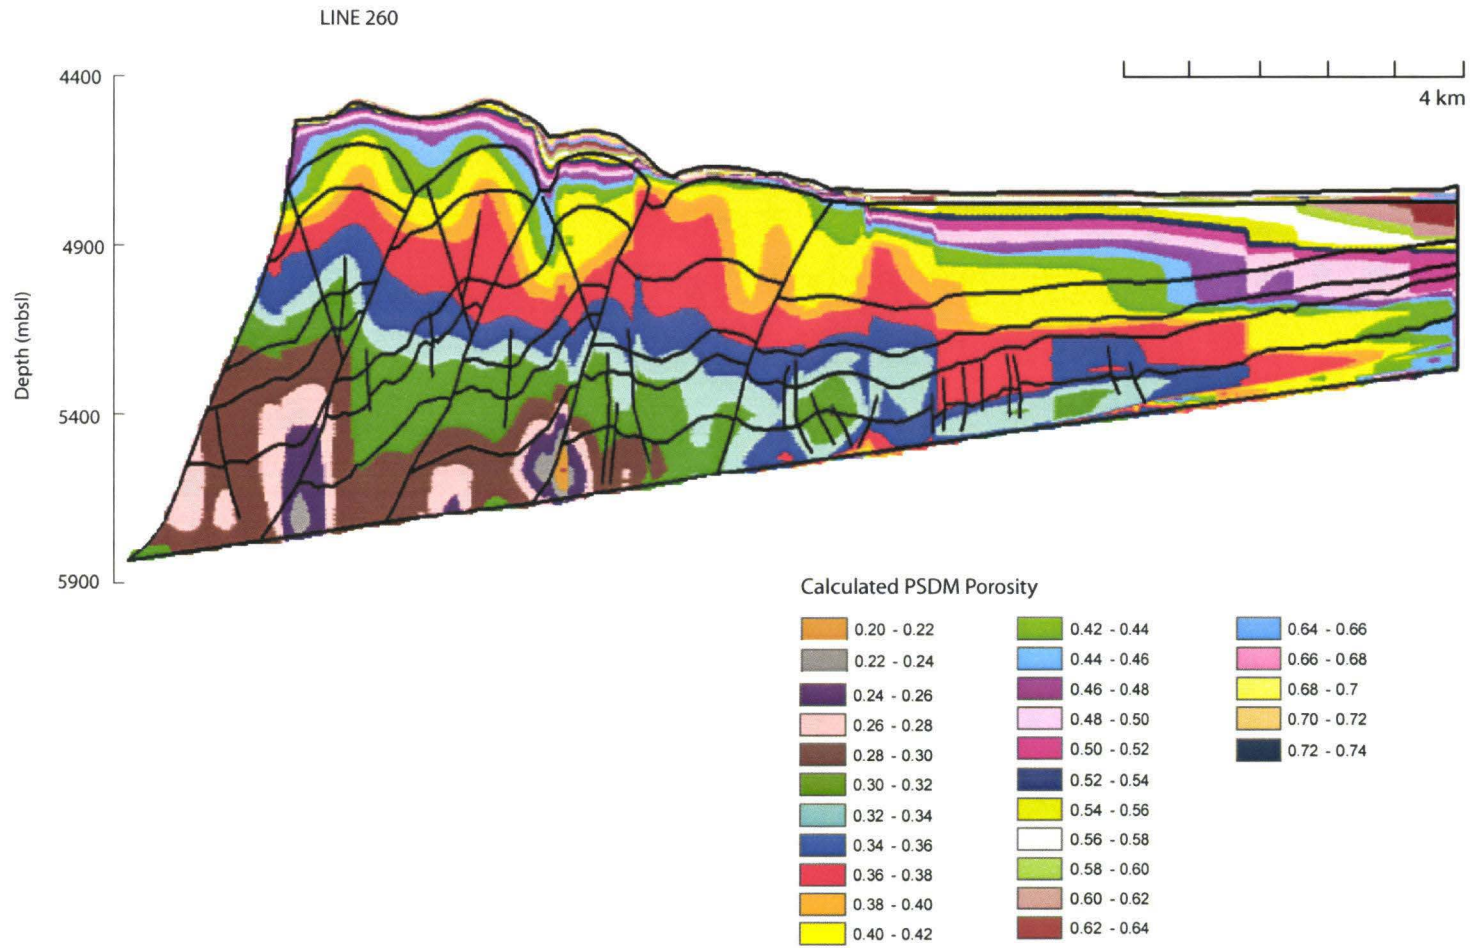 LINE 260
4400
4 km
4900
Depth (mbsl)
5400
5900
Calculated PSDM Porosity
0.20 - 0.22
0.22 - 0.24
0.24 - 0.26
0.26 - 0.28
0.28 - 0.30
0.30 - 0.32
0.32 - 0.34
0.34 - 0.36
0.36 - 0.38
0.38 - 0.40
0.40 - 0.42
0.42 - 0.44
0.44 - 0.46
0.46 - 0.48
0.48 - 0.50
0.50 - 0.52
0.52 - 0.54
0.54 - 0.56
0.56 - 0.58
0.58 - 0.60
0.60 - 0.62
0.62 - 0.64
0.64 - 0.66
0.66 - 0.68
0.68 - 0.7
0.70 - 0.72
0.72 - 0.74